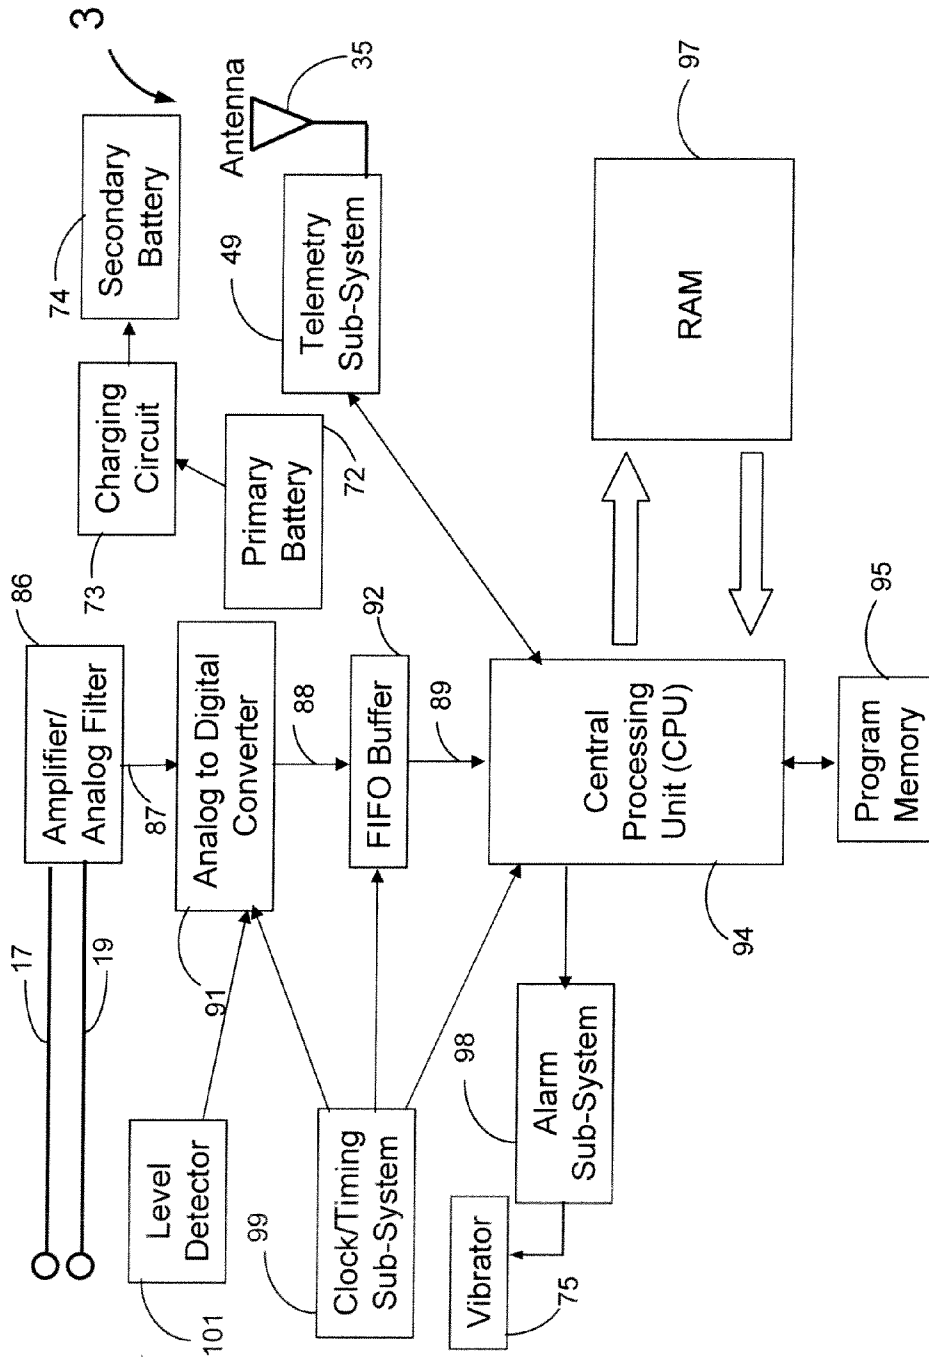 3
86
Amplifier/
Analog Filter
17
19
87
73
Charging
Circuit
74
Secondary
Battery
Antenna
35
Level
Detector
101
91
Analog to Digital
Converter
88
Primary
Battery
72
49
Telemetry
Sub-System
99
Clock/Timing
Sub-System
FIFO Buffer
92
89
Vibrator
75
98
Alarm
Sub-System
Central
Processing
Unit (CPU)
94
RAM
97
Program
Memory
95